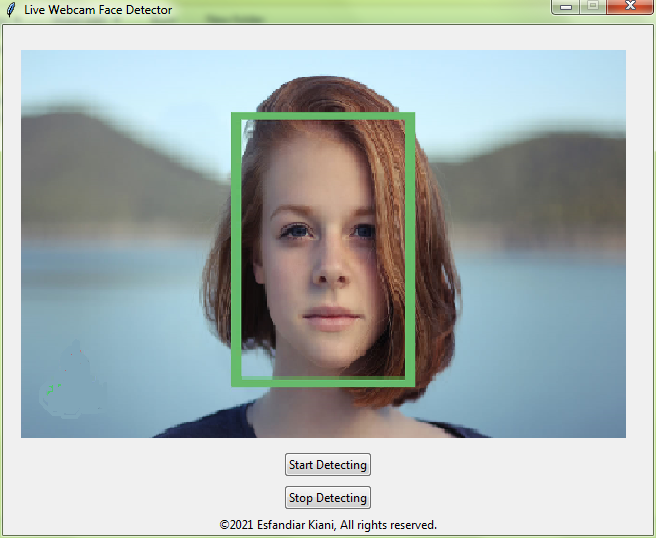 Live Webcam Face Detector
Start Detecting
Stop Detecting
©2021 Esfandiar Kiani, All rights reserved.